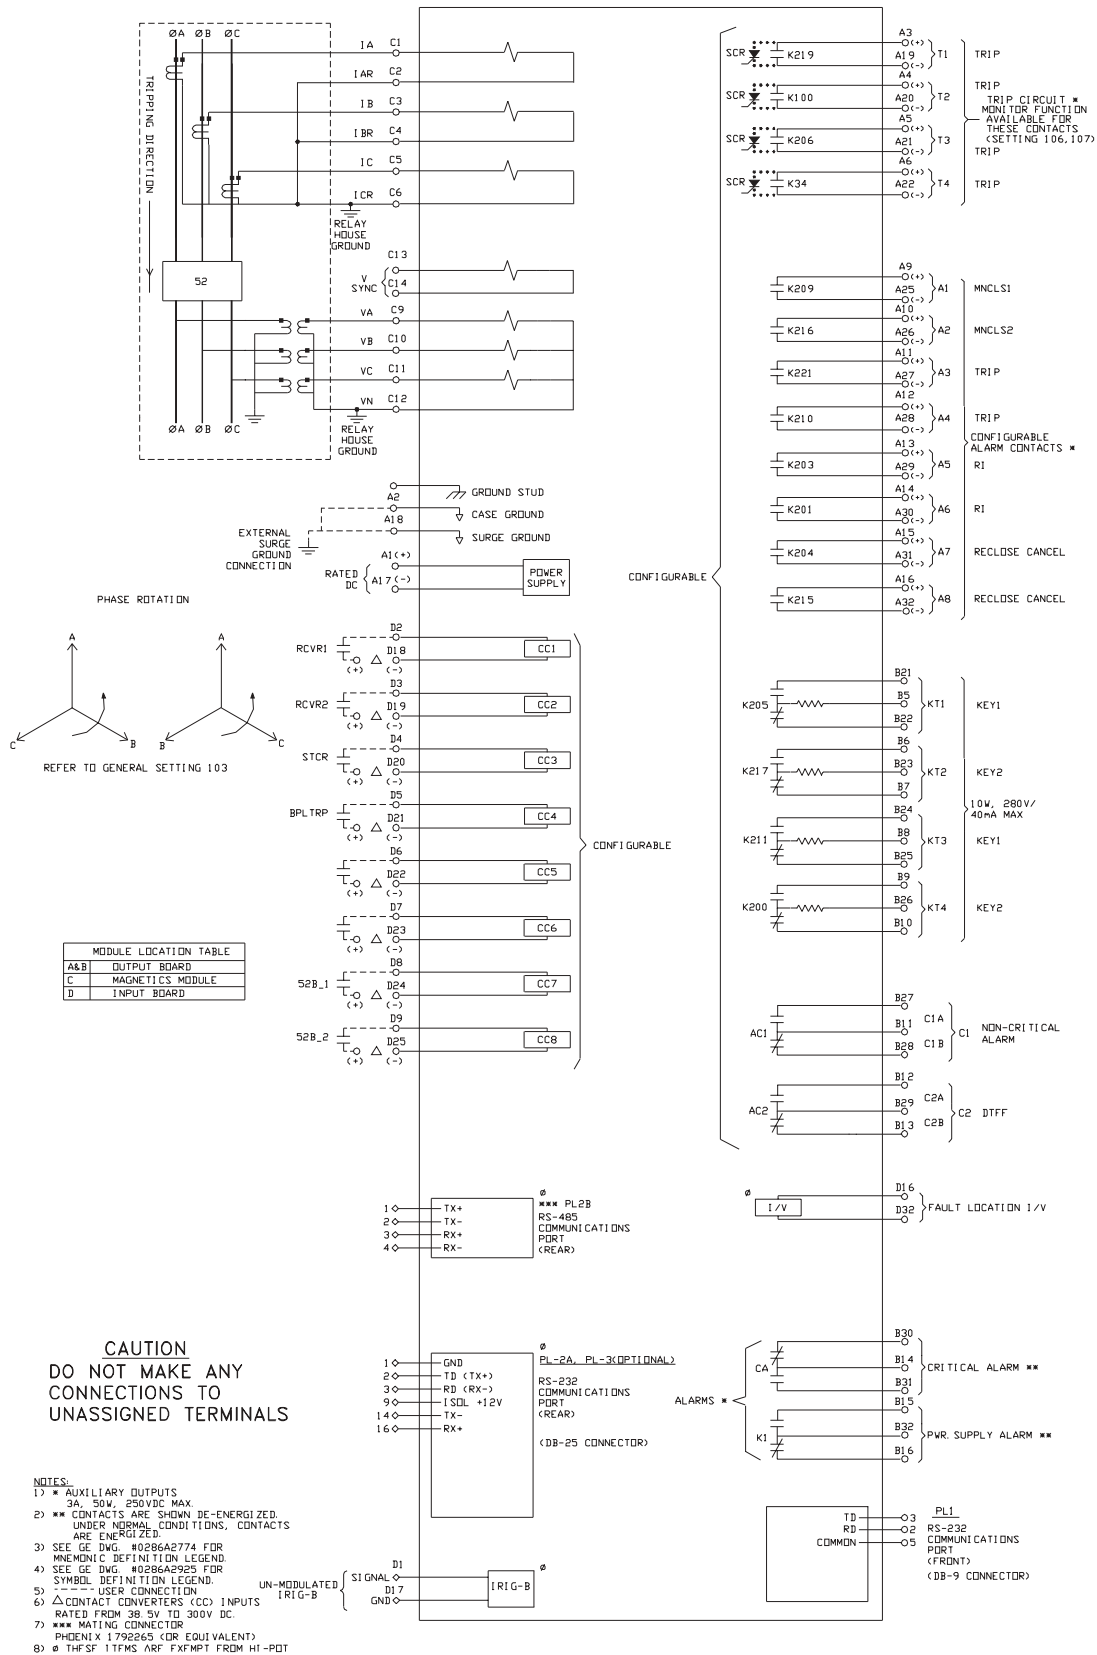 ØA ØB ØC
TRIPPING DIRECTION
52
ØA ØB ØC
IA C1
IAR C2
IB C3
IBR C4
IC C5
ICR C6
RELAY
HOUSE
GROUND
C13
V
SYNC
C14
VA C9
VB C10
VC C11
VN C12
RELAY
HOUSE
GROUND
GROUND STUD
A2
CASE GROUND
A18
SURGE GROUND
EXTERNAL
SURGE
GROUND
CONNECTION
A1(+)
RATED
DC
A17(-)
POWER
SUPPLY
PHASE ROTATION
A
C
B
A
B
C
REFER TO GENERAL SETTING 103
RCVR1 D2
D18 CC1
(+) (-)
RCVR2 D3
D19 CC2
(+) (-)
STCR D4
D20 CC3
(+) (-)
BPLTRP D5
D21 CC4
(+) (-)
D6
D22 CC5
(+) (-)
D7
D23 CC6
(+) (-)
52B_1 D8
D24 CC7
(+) (-)
52B_2 D9
D25 CC8
(+) (-)
CONFIGURABLE
MODULE LOCATION TABLE
A&B OUTPUT BOARD
C MAGNETICS MODULE
D INPUT BOARD
CONFIGURABLE
SCR K219 A3 (+) A19 (-) T1 TRIP
SCR K100 A4 (+) A20 (-) T2 TRIP
SCR K206 A5 (+) A21 (-) T3 TRIP
SCR K34 A6 (+) A22 (-) T4 TRIP
TRIP CIRCUIT *
MONITOR FUNCTION
AVAILABLE FOR
THESE CONTACTS
(SETTING 106,107)
K209 A9 (+) A25 (-) A1 MNCLS1
K216 A10 (+) A26 (-) A2 MNCLS2
K221 A11 (+) A27 (-) A3 TRIP
K210 A12 (+) A28 (-) A4 TRIP
CONFIGURABLE
ALARM CONTACTS *
K203 A13 (+) A29 (-) A5 RI
K201 A14 (+) A30 (-) A6 RI
K204 A15 (+) A31 (-) A7 RECLOSE CANCEL
K215 A16 (+) A32 (-) A8 RECLOSE CANCEL
K205 B21 B5 B22 KT1 KEY1
K217 B6 B23 B7 KT2 KEY2
10W, 280V/
40mA MAX
K211 B24 B8 B25 KT3 KEY1
K200 B9 B26 B10 KT4 KEY2
AC1 B27 B11 B28 C1A C1B C1 NON-CRITICAL
ALARM
AC2 B12 B29 B13 C2A C2B C2 DTFF
Ø I/V D16 D32 FAULT LOCATION I/V
1 TX+
2 TX-
3 RX+
4 RX-
Ø
*** PL2B
RS-485
COMMUNICATIONS
PORT
(REAR)
CAUTION
DO NOT MAKE ANY
CONNECTIONS TO
UNASSIGNED TERMINALS
1 GND
2 TD (TX+)
3 RD (RX-)
9 ISOL +12V
14 TX-
16 RX+
Ø
PL-2A, PL-3(OPTIONAL)
RS-232
COMMUNICATIONS
PORT
(REAR)
(DB-25 CONNECTOR)
ALARMS *
CA B30 B14 B31 CRITICAL ALARM **
K1 B15 B32 B16 PWR. SUPPLY ALARM **
TD 3
RD 2
COMMON 5
PL1
RS-232
COMMUNICATIONS
PORT
(FRONT)
(DB-9 CONNECTOR)
UN-MODULATED
IRIG-B
D1
SIGNAL
D17
GND
IRIG-B
Ø
NOTES:
1) * AUXILIARY OUTPUTS
3A, 50W, 250VDC MAX.
2) ** CONTACTS ARE SHOWN DE-ENERGIZED.
UNDER NORMAL CONDITIONS, CONTACTS
ARE ENERGIZED.
3) SEE GE DWG. #0286A2774 FOR
MNEMONIC DEFINITION LEGEND.
4) SEE GE DWG. #0286A2925 FOR
SYMBOL DEFINITION LEGEND.
5) ------ USER CONNECTION
6) △CONTACT CONVERTERS (CC) INPUTS
RATED FROM 38.5V TO 300V DC.
7) *** MATING CONNECTOR
PHOENIX 1792265 (OR EQUIVALENT)
8) Ø THESE ITEMS ARE EXEMPT FROM HI-POT